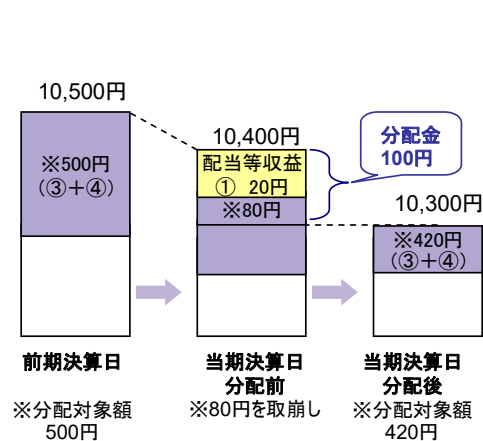 10,500円
※500円
（③＋④）
前期決算日
※分配対象額
500円
10,400円
配当等収益
① 20円
※80円
当期決算日
分配前
※80円を取崩し
分配金
100円
10,300円
※420円
（③＋④）
当期決算日
分配後
※分配対象額
420円